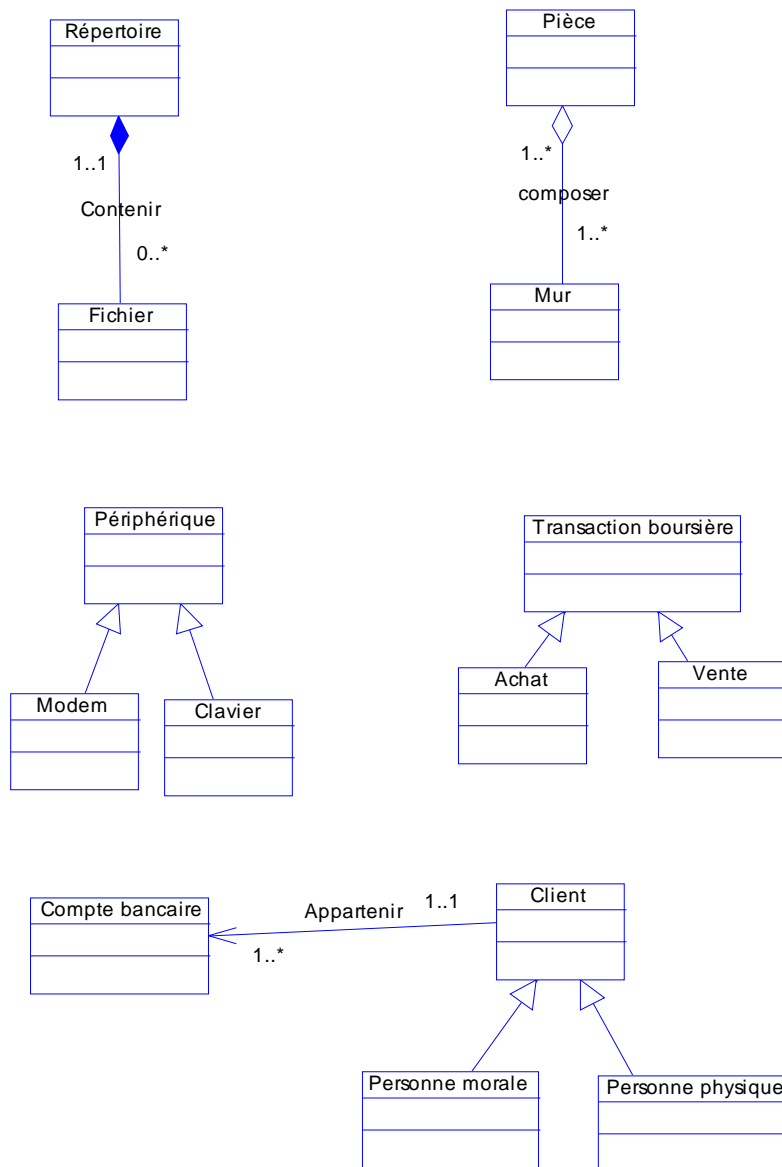 Répertoire
Pièce
1..1
1..*
Contenir
composer
0..*
1..*
Fichier
Mur
Périphérique
Transaction boursière
Modem
Clavier
Achat
Vente
Compte bancaire
Appartenir
1..1
Client
1..*
Personne morale
Personne physique